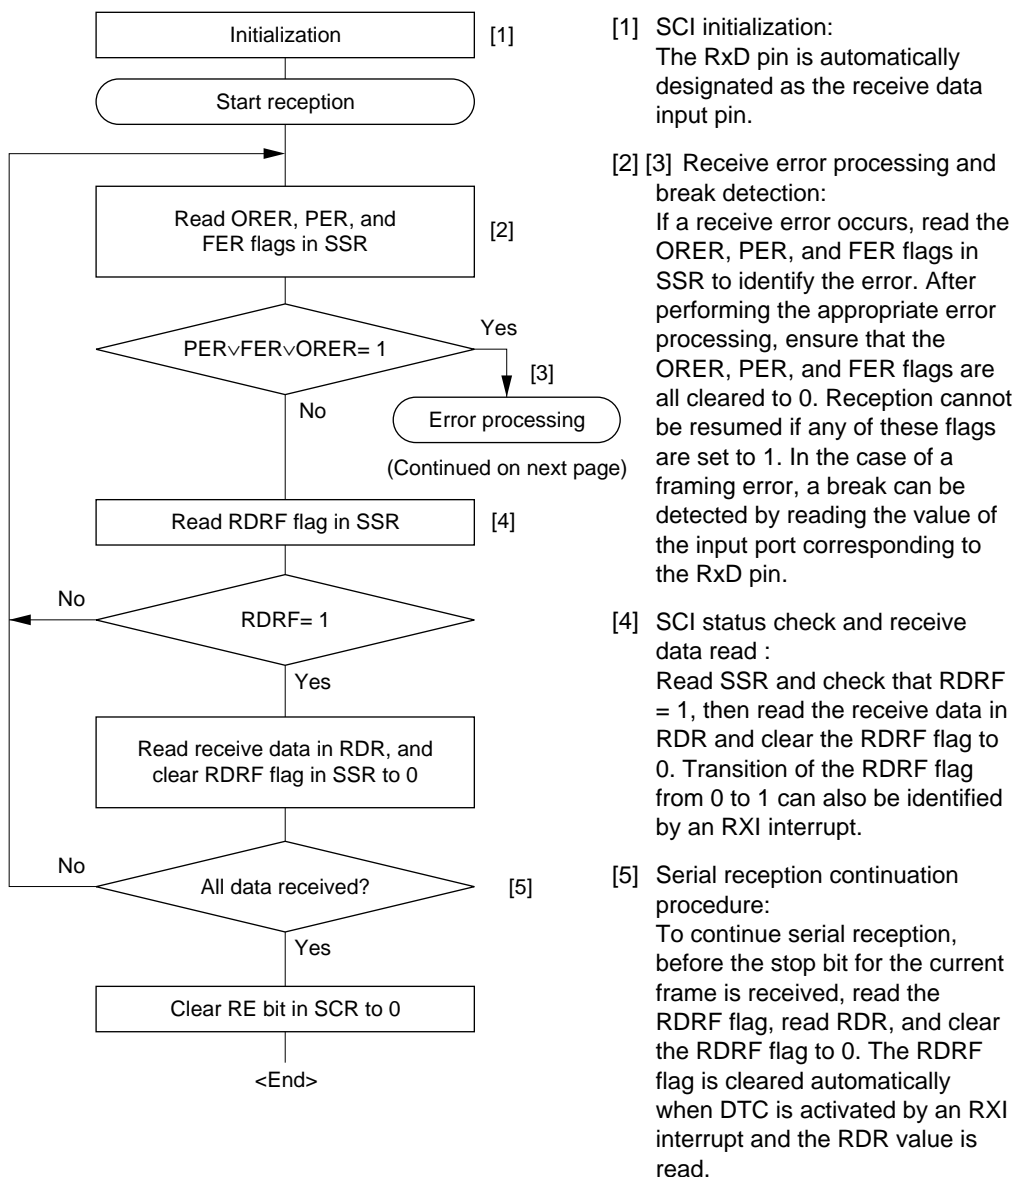 Initialization
[1]
Start reception
Read ORER, PER, and
FER flags in SSR
[2]
PER∨FER∨ORER= 1
Yes
[3]
No
Error processing
(Continued on next page)
Read RDRF flag in SSR
[4]
No
RDRF= 1
Yes
Read receive data in RDR, and
clear RDRF flag in SSR to 0
No
All data received?
[5]
Yes
Clear RE bit in SCR to 0
<End>
[1] SCI initialization:
The RxD pin is automatically
designated as the receive data
input pin.
[2] [3] Receive error processing and
break detection:
If a receive error occurs, read the
ORER, PER, and FER flags in
SSR to identify the error. After
performing the appropriate error
processing, ensure that the
ORER, PER, and FER flags are
all cleared to 0. Reception cannot
be resumed if any of these flags
are set to 1. In the case of a
framing error, a break can be
detected by reading the value of
the input port corresponding to
the RxD pin.
[4] SCI status check and receive
data read :
Read SSR and check that RDRF
= 1, then read the receive data in
RDR and clear the RDRF flag to
0. Transition of the RDRF flag
from 0 to 1 can also be identified
by an RXI interrupt.
[5] Serial reception continuation
procedure:
To continue serial reception,
before the stop bit for the current
frame is received, read the
RDRF flag, read RDR, and clear
the RDRF flag to 0. The RDRF
flag is cleared automatically
when DTC is activated by an RXI
interrupt and the RDR value is
read.